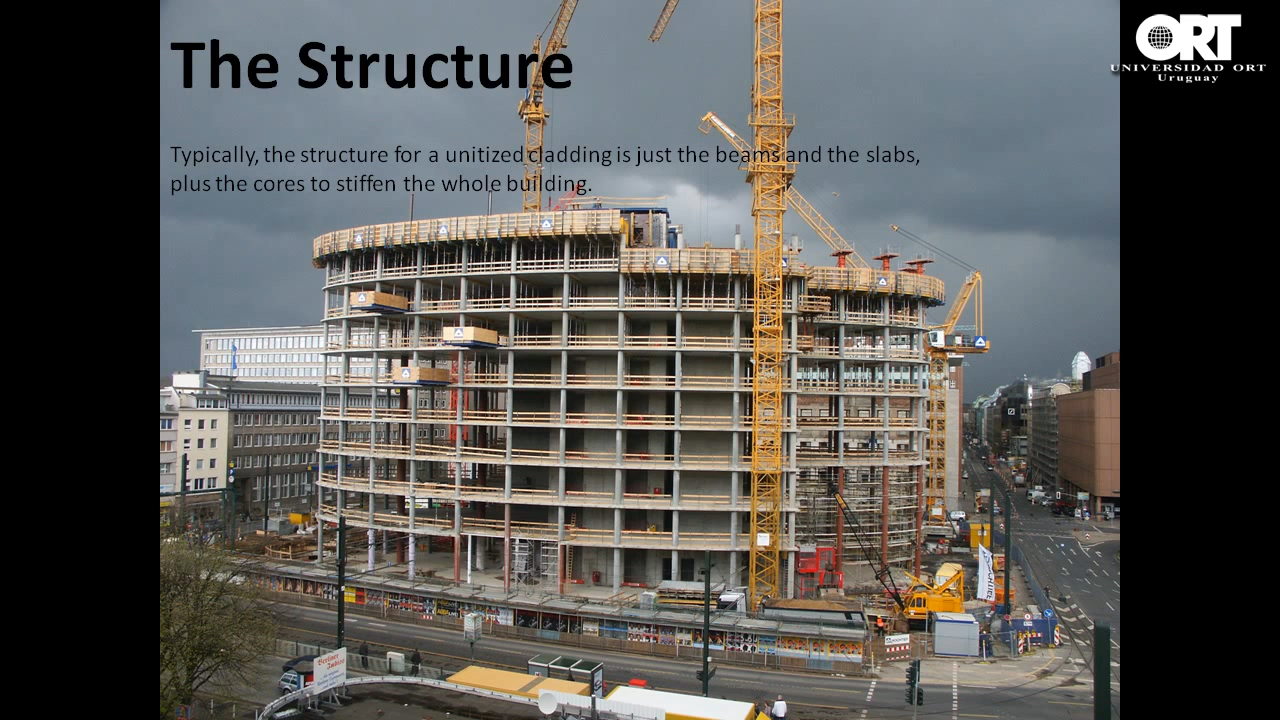 The Structure
ORT
UNIVERSIDAD ORT
Uruguay
Typically, the structure for a unitized cladding is just the beams and the slabs,
plus the cores to stiffen the whole building.